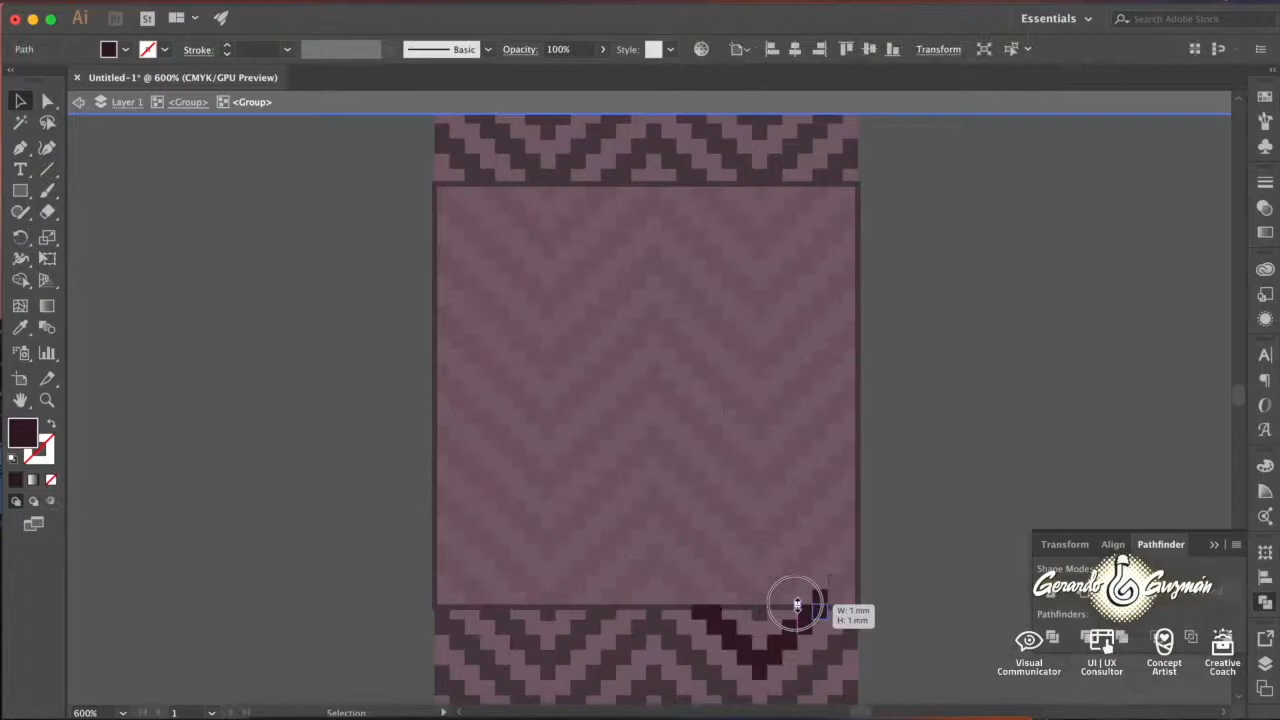 Ai
Br
St
Essentials
Search Adobe Stock
Path
Stroke:
Basic
Opacity:
100%
Style:
Transform
× Untitled-1* @ 600% (CMYK/GPU Preview)
Layer 1
<Group>
<Group>
W: 1 mm
H: 1 mm
Transform
Align
Pathfinder
Shape Modes
Gerardo Guzmán
Pathfinders:
Visual
Communicator
UI | UX
Consultor
Concept
Artist
Creative
Coach
600%
1
Selection